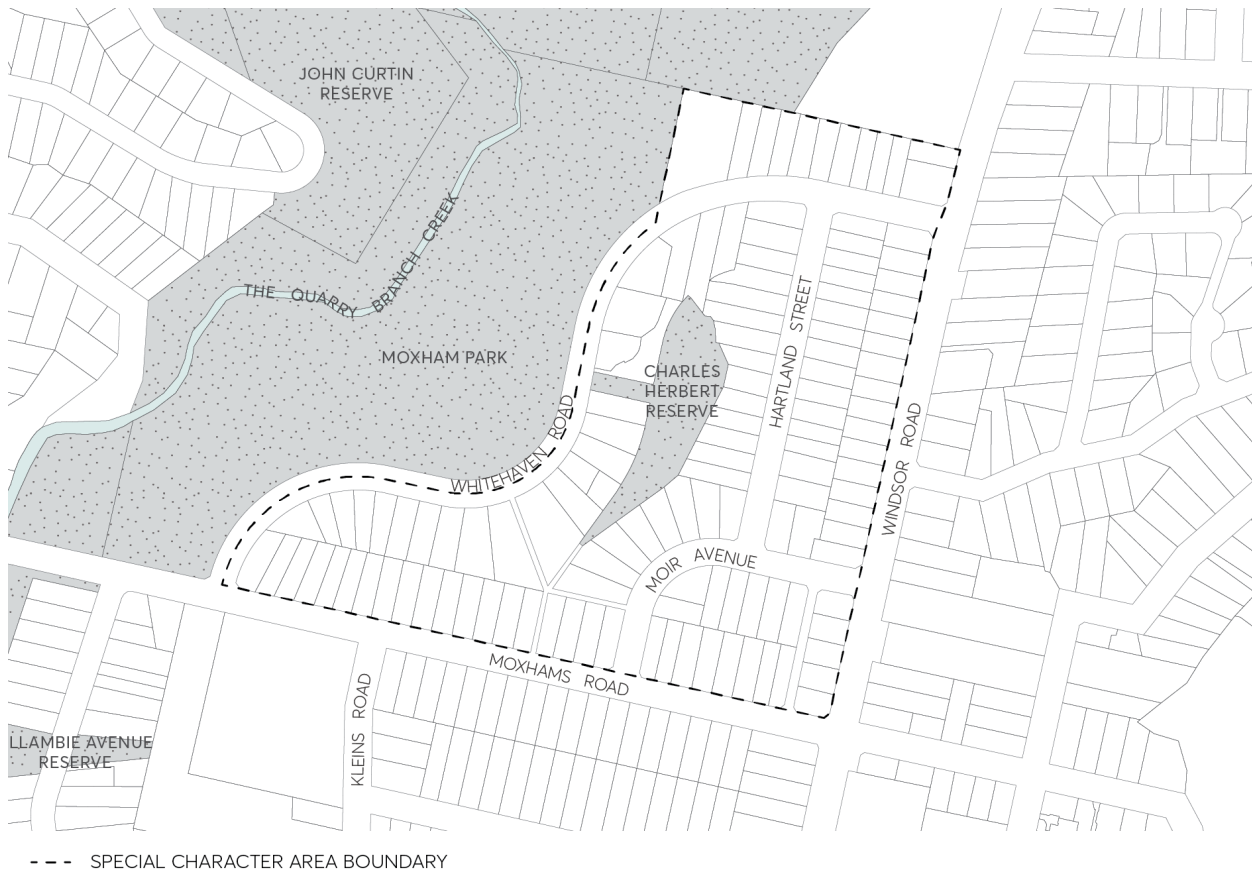 JOHN CURTIN
RESERVE
THE QUARRY BRANCH CREEK
MOXHAM PARK
CHARLES
HERBERT
RESERVE
HARTLAND STREET
WHITEHAVEN ROAD
WINDSOR ROAD
MOIR AVENUE
MOXHAMS ROAD
KLEINS ROAD
LLAMBIE AVENUE
RESERVE
SPECIAL CHARACTER AREA BOUNDARY